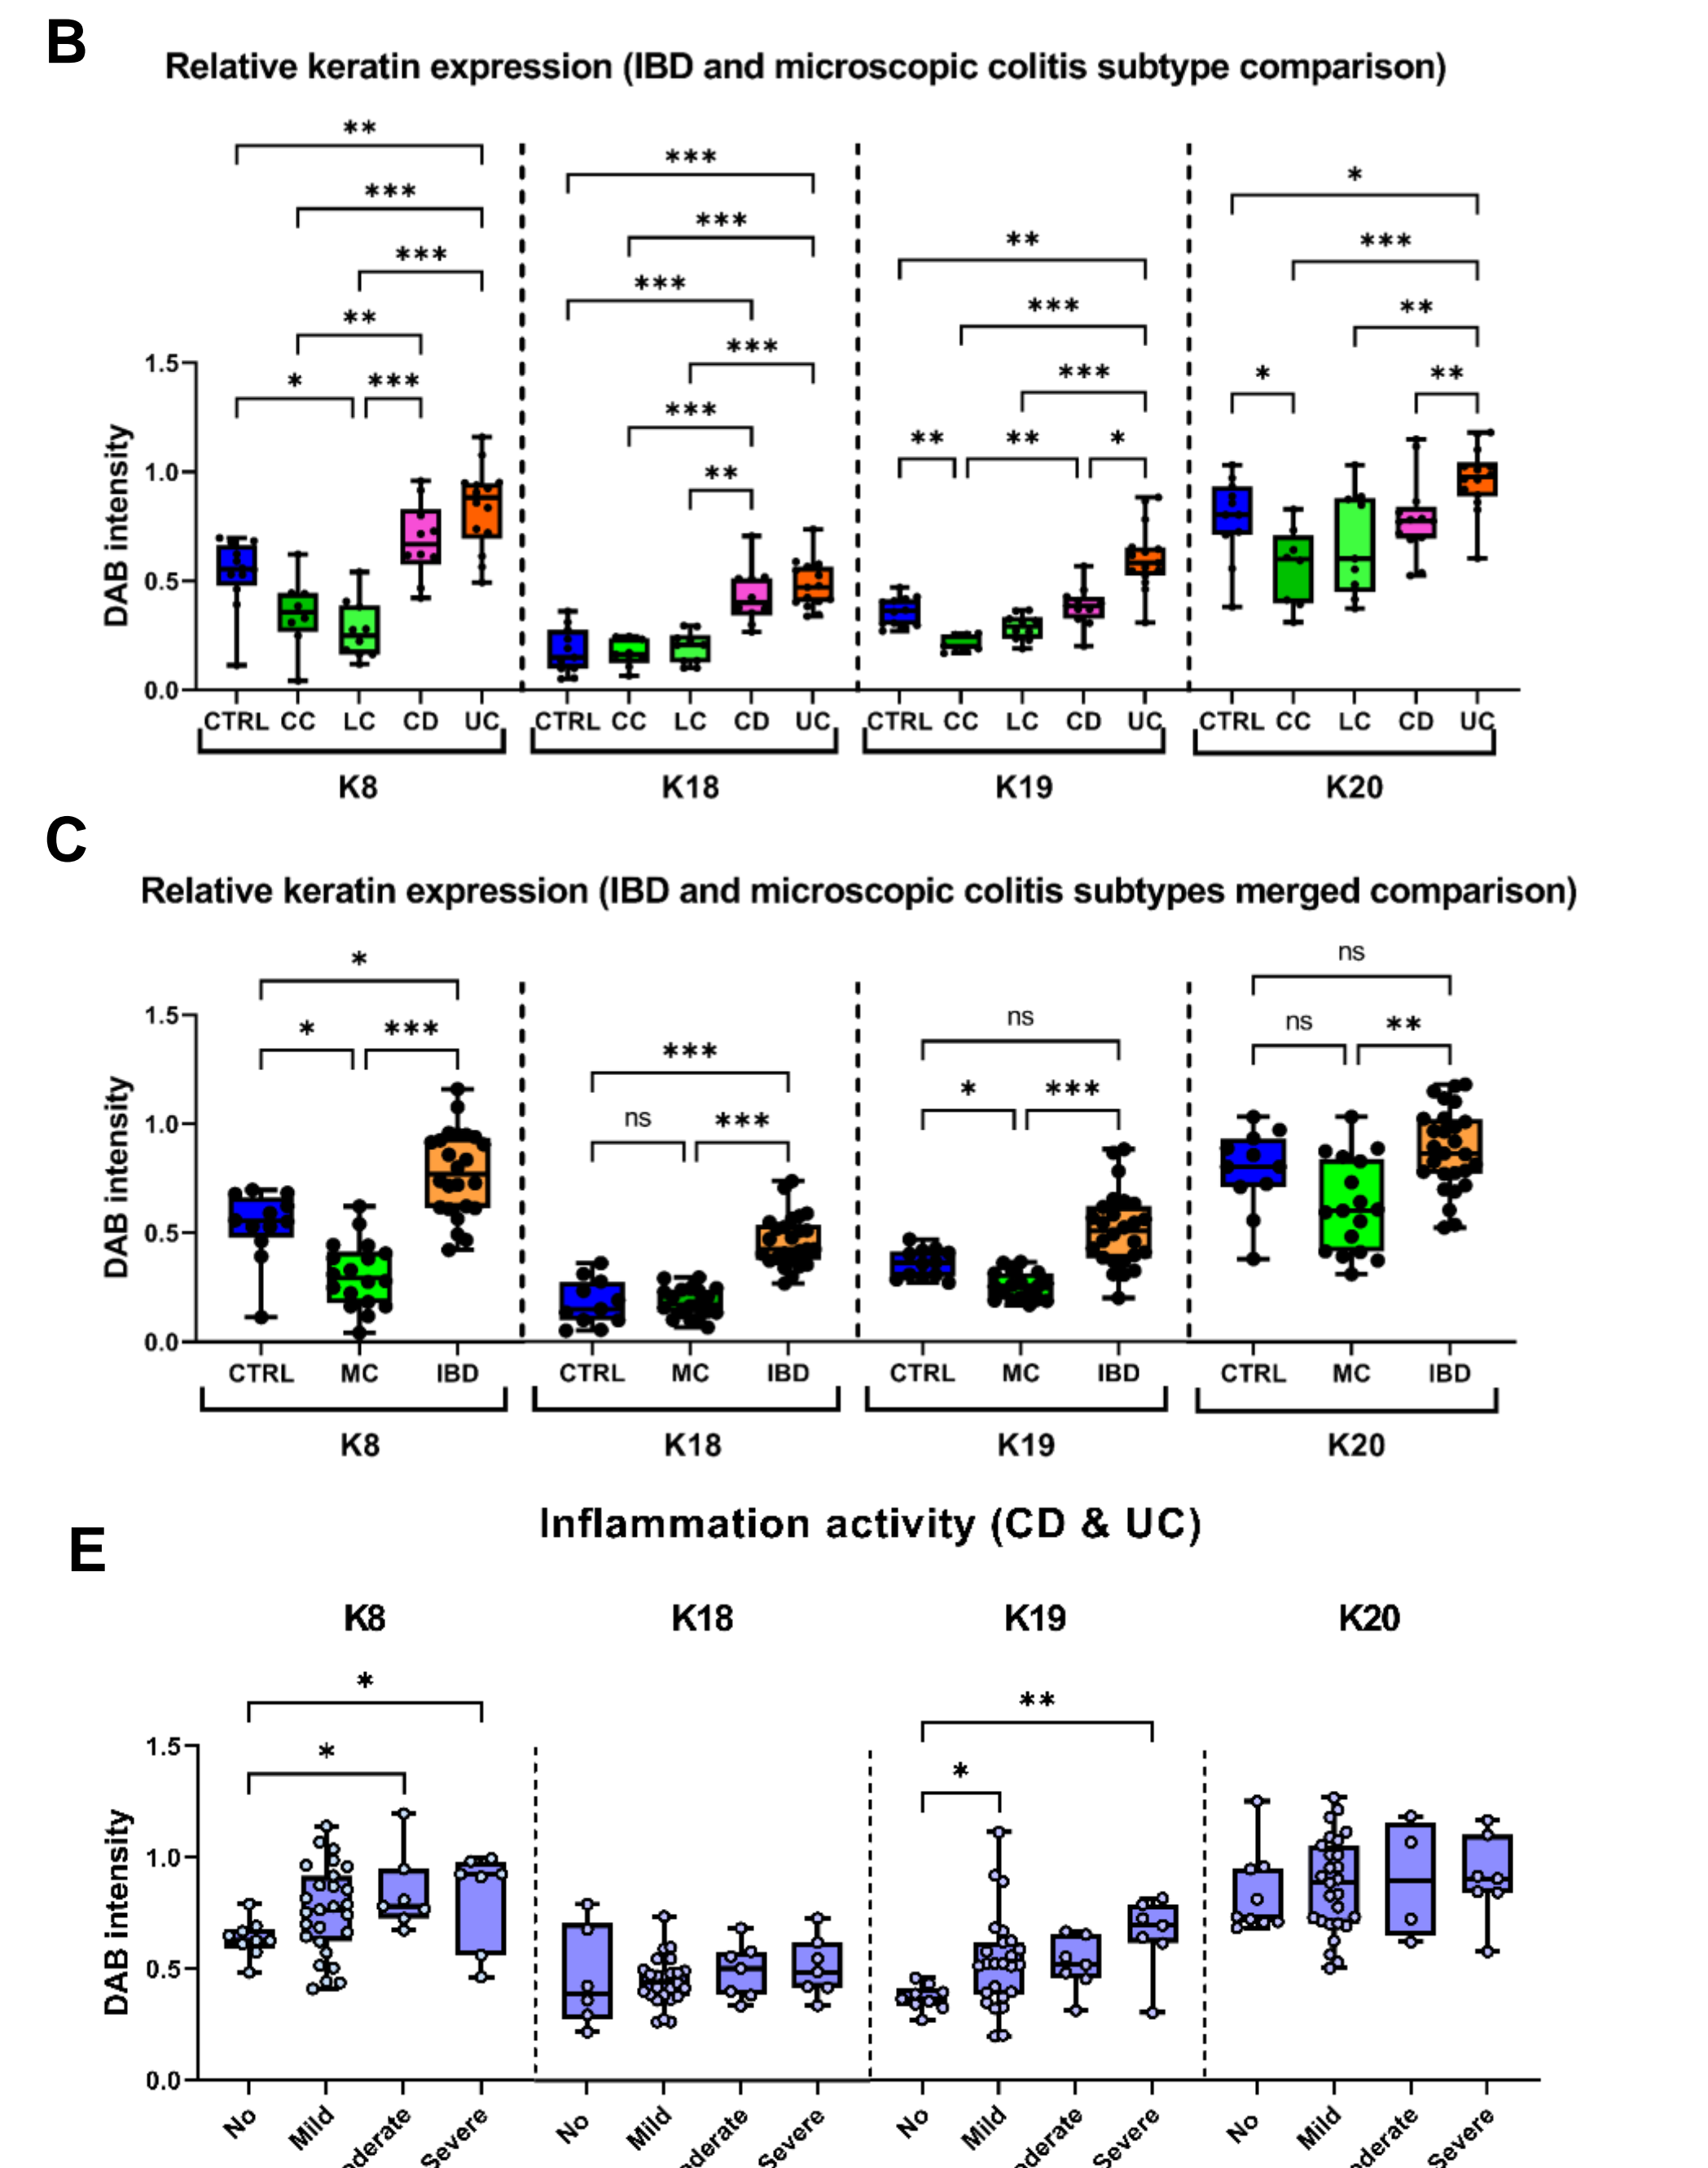 B
Relative keratin expression (IBD and microscopic colitis subtype comparison)
**
***
***
***
***
***
**
*
***
**
***
***
***
***
**
**
***
***
**
**
*
*
***
**
*
**
DAB intensity
1.5
1.0
0.5
0.0
CTRL CC LC CD UC CTRL CC LC CD UC CTRL CC LC CD UC CTRL CC LC CD UC
K8 K18 K19 K20
C
Relative keratin expression (IBD and microscopic colitis subtypes merged comparison)
*
* ***
***
ns ***
ns
* ***
ns
ns **
DAB intensity
1.5
1.0
0.5
0.0
CTRL MC IBD CTRL MC IBD CTRL MC IBD CTRL MC IBD
K8 K18 K19 K20
E
Inflammation activity (CD & UC)
K8 K18 K19 K20
*
*
**
*
DAB intensity
1.5
1.0
0.5
0.0
No Mild oderate Severe No Mild oderate Severe No Mild oderate Severe No Mild oderate Severe